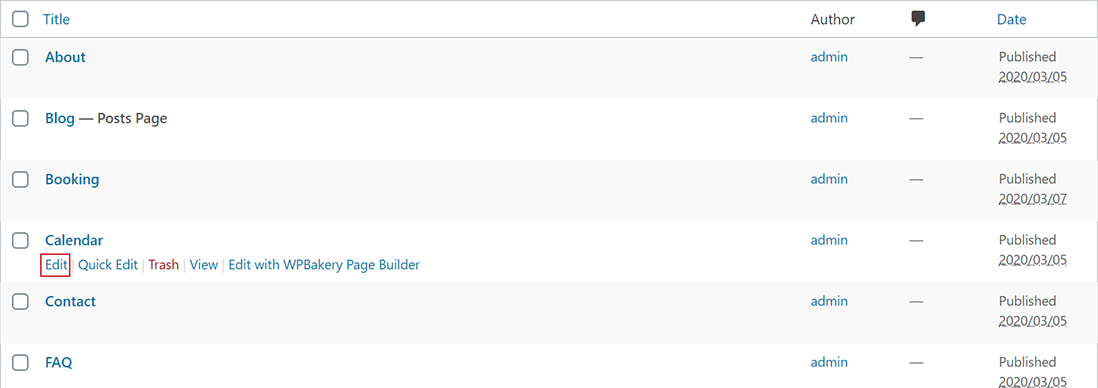 Title Author Date
About admin — Published
2020/03/05
Blog — Posts Page admin — Published
2020/03/05
Booking admin — Published
2020/03/07
Calendar admin — Published
2020/03/05
Edit | Quick Edit | Trash | View | Edit with WPBakery Page Builder
Contact admin — Published
2020/03/05
FAQ admin — Published
2020/03/05